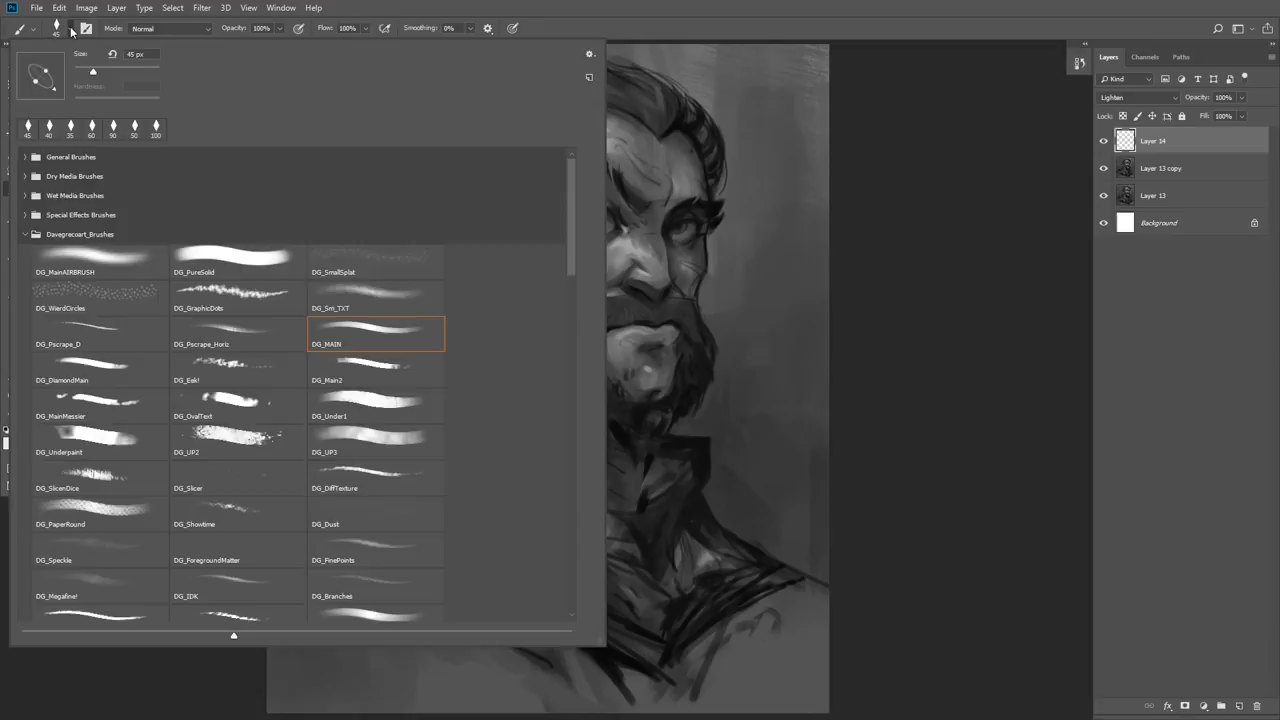 Ps File Edit Image Layer Type Select Filter 3D View Window Help
45 Mode: Normal Opacity: 100% Flow: 100% Smoothing: 0%
Size: 45 px
Hardness:
45 40 35 60 90 50 100
General Brushes
Dry Media Brushes
Wet Media Brushes
Special Effects Brushes
Davegrecoart_Brushes
DG_MainAIRBRUSH DG_PureSolid DG_SmallSplat
DG_WierdCircles DG_GraphicDots DG_Sm_TXT
DG_Pscrape_D DG_Pscrape_Horiz DG_MAIN
DG_DiamondMain DG_Eek! DG_Main2
DG_MainMessier DG_OvalText DG_Under1
DG_Underpaint DG_UP2 DG_UP3
DG_SlicenDice DG_Slicer DG_DiffTexture
DG_PaperRound DG_Showtime DG_Dust
DG_Speckle DG_ForegroundMatter DG_FinePoints
DG_Megafine! DG_IDK DG_Branches
Layers Channels Paths
Kind
Lighten Opacity: 100%
Lock: Fill: 100%
Layer 14
Layer 13 copy
Layer 13
Background